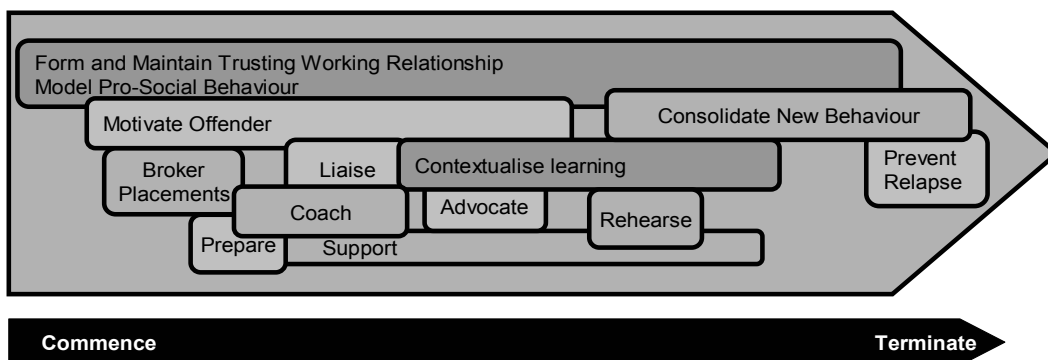 Form and Maintain Trusting Working Relationship
Model Pro-Social Behaviour
Motivate Offender
Consolidate New Behaviour
Broker
Placements
Liaise
Contextualise learning
Prevent
Relapse
Coach
Advocate
Rehearse
Prepare
Support
Commence
Terminate